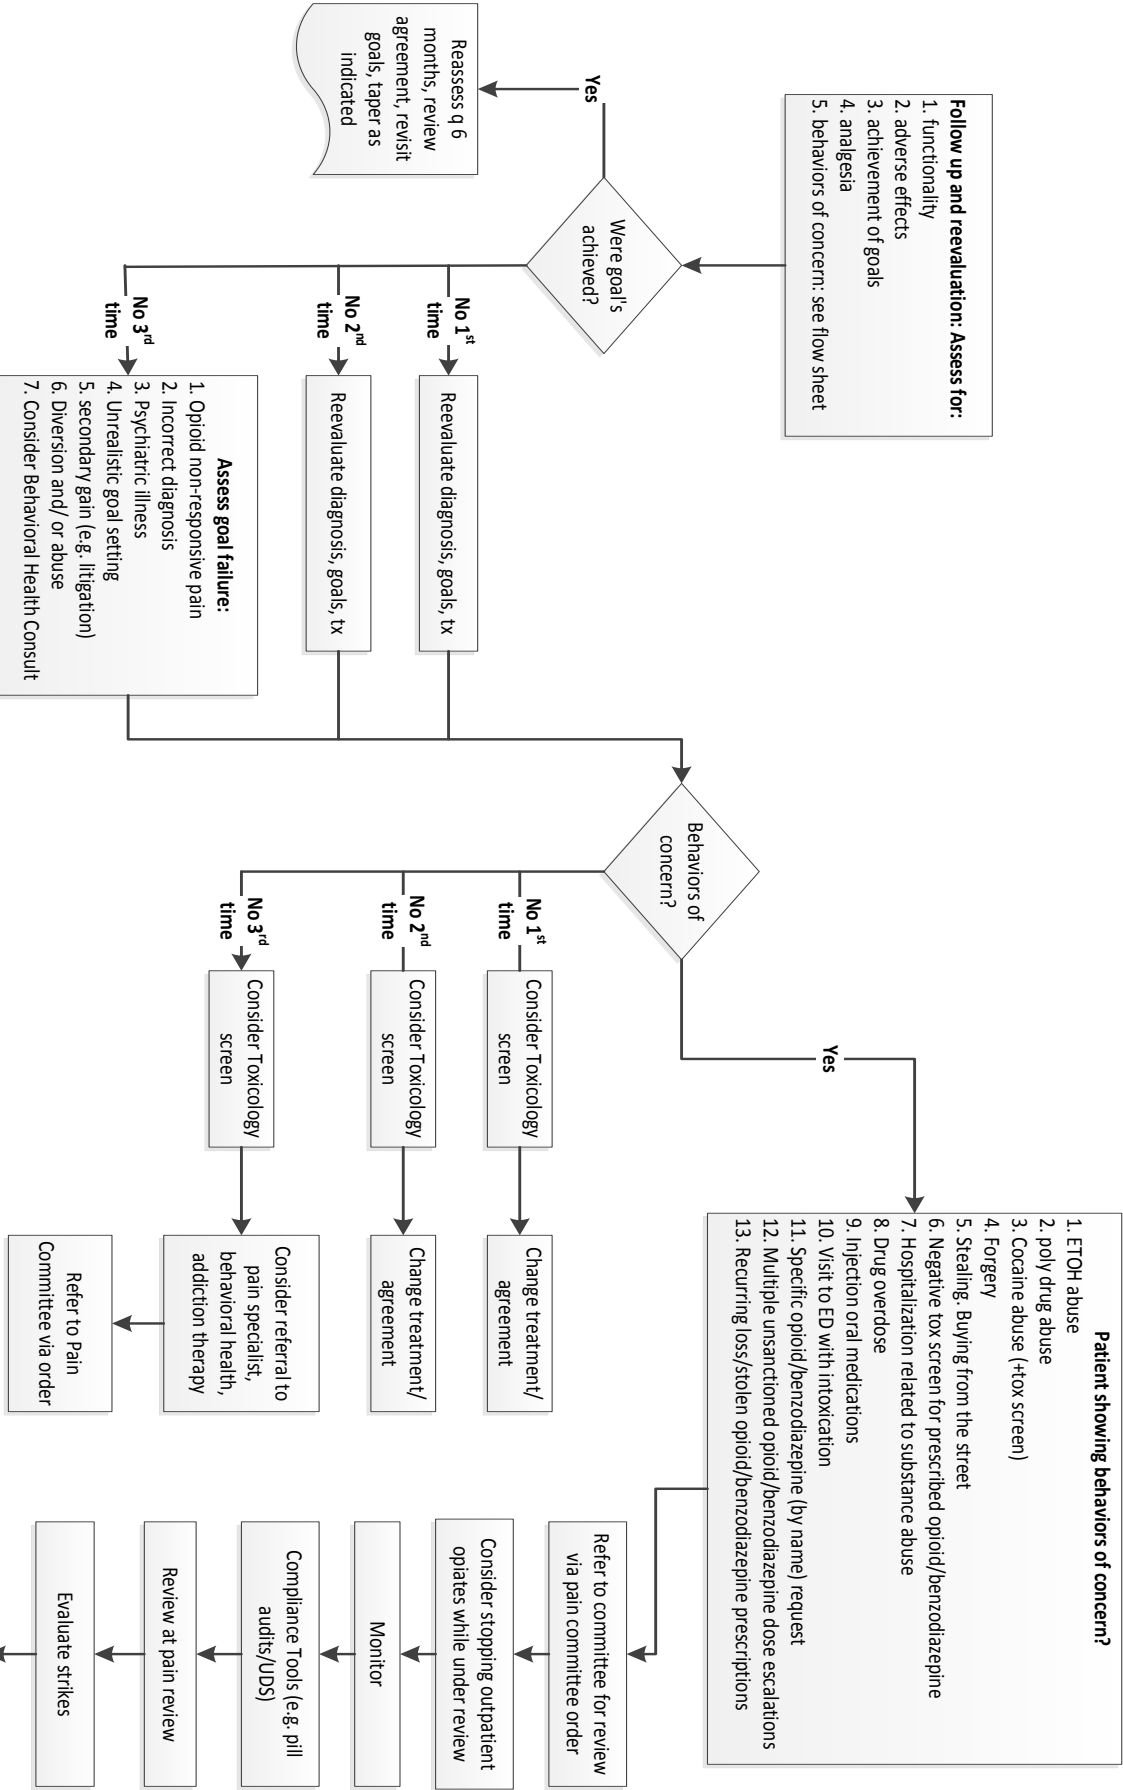 Follow up and reevaluation: Assess for:
1. functionality
2. adverse effects
3. achievement of goals
4. analgesia
5. behaviors of concern: see flow sheet
Were goal's
achieved?
Yes
Reassess q 6
months, review
agreement, revisit
goals, taper as
indicated
No 1st
time
Reevaluate diagnosis, goals, tx
No 2nd
time
Reevaluate diagnosis, goals, tx
No 3rd
time
Assess goal failure:
1. Opioid non-responsive pain
2. Incorrect diagnosis
3. Psychiatric illness
4. Unrealistic goal setting
5. secondary gain (e.g. litigation)
6. Diversion and/ or abuse
7. Consider Behavioral Health Consult
Behaviors of
concern?
No 1st
time
Consider Toxicology
screen
Change treatment/
agreement
No 2nd
time
Consider Toxicology
screen
Change treatment/
agreement
No 3rd
time
Consider Toxicology
screen
Consider referral to
pain specialist,
behavioral health,
addiction therapy
Refer to Pain
Committee via order
Yes
Patient showing behaviors of concern?
1. ETOH abuse
2. poly drug abuse
3. Cocaine abuse (+tox screen)
4. Forgery
5. Stealing. Buying from the street
6. Negative tox screen for prescribed opioid/benzodiazepine
7. Hospitalization related to substance abuse
8. Drug overdose
9. Injection oral medications
10. Visit to ED with intoxication
11. Specific opioid/benzodiazepine (by name) request
12. Multiple unsanctioned opioid/benzodiazepine dose escalations
13. Recurring loss/stolen opioid/benzodiazepine prescriptions
Refer to committee for review
via pain committee order
Consider stopping outpatient
opiates while under review
Monitor
Compliance Tools (e.g. pill
audits/UDS)
Review at pain review
Evaluate strikes